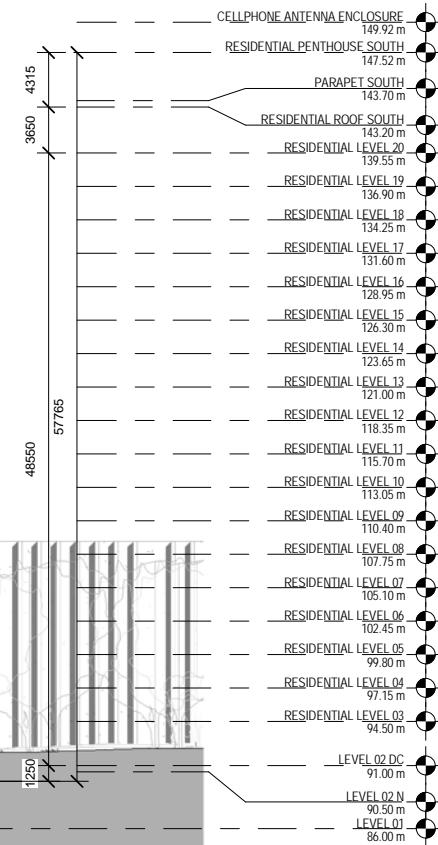 CELLPHONE ANTENNA ENCLOSURE
149.92 m
RESIDENTIAL PENTHOUSE SOUTH
147.52 m
PARAPET SOUTH
143.70 m
RESIDENTIAL ROOF SOUTH
143.20 m
RESIDENTIAL LEVEL 20
139.55 m
RESIDENTIAL LEVEL 19
136.90 m
RESIDENTIAL LEVEL 18
134.25 m
RESIDENTIAL LEVEL 17
131.60 m
RESIDENTIAL LEVEL 16
128.95 m
RESIDENTIAL LEVEL 15
126.30 m
RESIDENTIAL LEVEL 14
123.65 m
RESIDENTIAL LEVEL 13
121.00 m
RESIDENTIAL LEVEL 12
118.35 m
RESIDENTIAL LEVEL 11
115.70 m
RESIDENTIAL LEVEL 10
113.05 m
RESIDENTIAL LEVEL 09
110.40 m
RESIDENTIAL LEVEL 08
107.75 m
RESIDENTIAL LEVEL 07
105.10 m
RESIDENTIAL LEVEL 06
102.45 m
RESIDENTIAL LEVEL 05
99.80 m
RESIDENTIAL LEVEL 04
97.15 m
RESIDENTIAL LEVEL 03
94.50 m
LEVEL 02 DC
91.00 m
LEVEL 02 N
90.50 m
LEVEL 01
86.00 m
4315
3650
48550
57765
1250